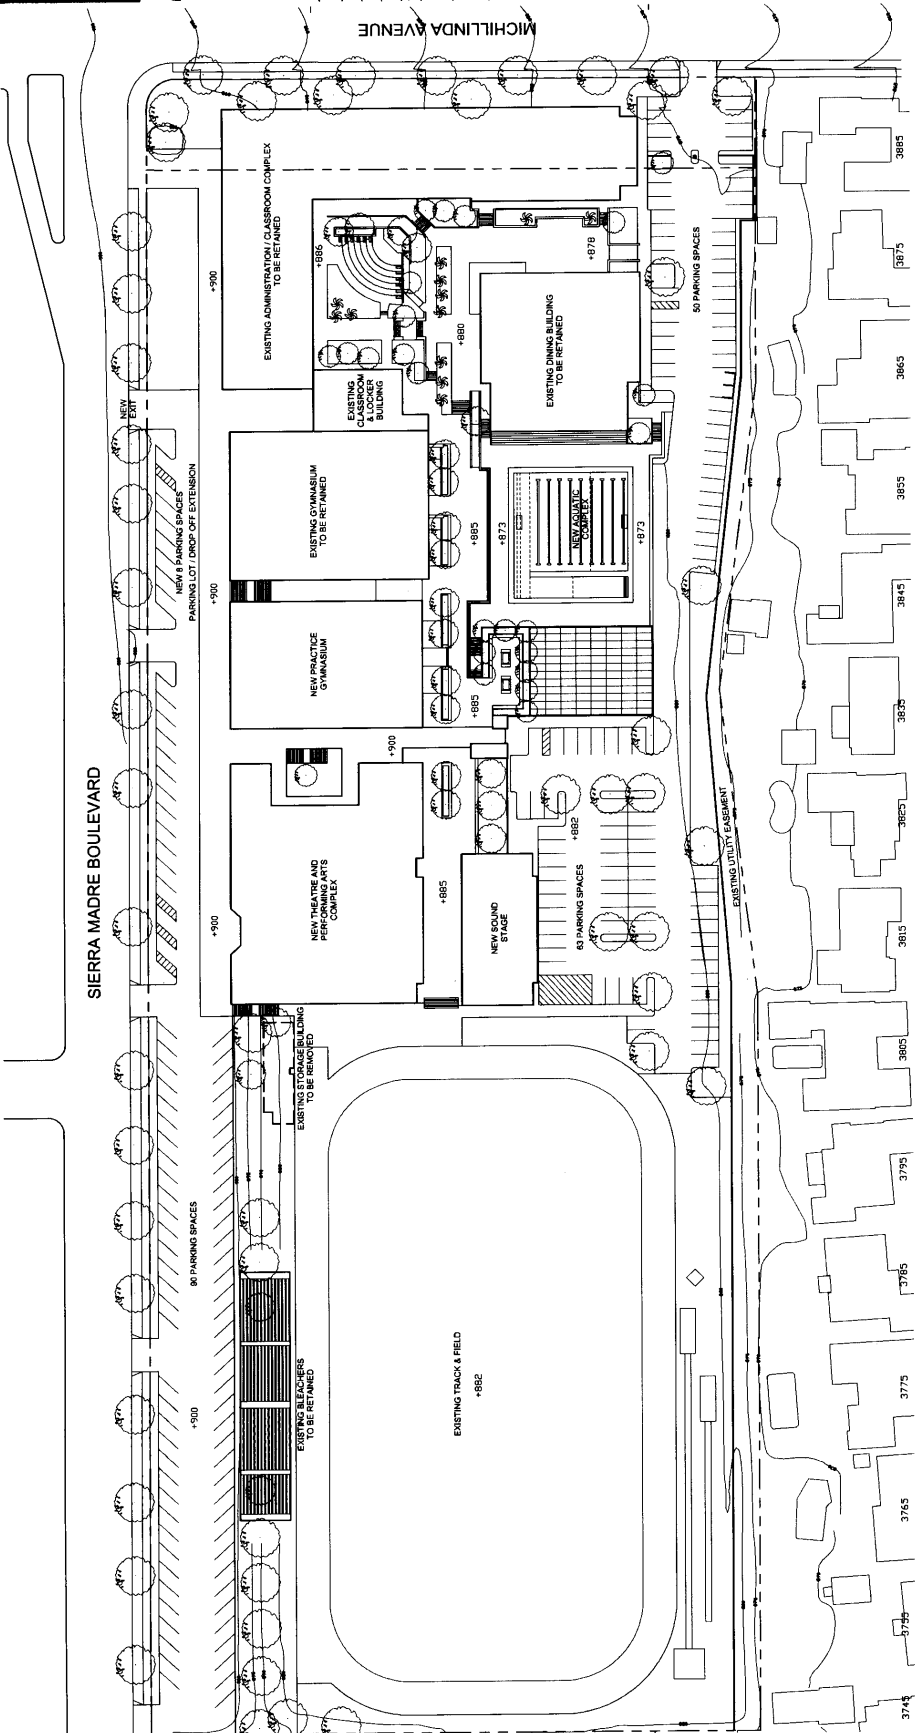 MICHILLINDA AVENUE
SIERRA MADRE BOULEVARD
EXISTING ADMINISTRATION / CLASSROOM COMPLEX
TO BE RETAINED
+900
+886
+878
+880
50 PARKING SPACES
EXISTING DINING BUILDING
TO BE RETAINED
EXISTING
CLASSROOM
& LOCKER
BUILDING
NEW
EXIT
NEW 8 PARKING SPACES
PARKING LOT / DROP OFF EXTENSION
EXISTING GYMNASIUM
TO BE RETAINED
+900
+885
+873
NEW AQUATIC
COMPLEX
+873
NEW PRACTICE
GYMNASIUM
+885
+900
NEW THEATRE AND
PERFORMING ARTS
COMPLEX
+900
+885
NEW SOUND
STAGE
+882
63 PARKING SPACES
EXISTING UTILITY EASEMENT
EXISTING STORAGE BUILDING
TO BE REMOVED
90 PARKING SPACES
+900
EXISTING BLEACHERS
TO BE RETAINED
EXISTING TRACK & FIELD
+882
3885
3875
3865
3855
3845
3835
3825
3815
3805
3795
3785
3775
3765
3755
3745